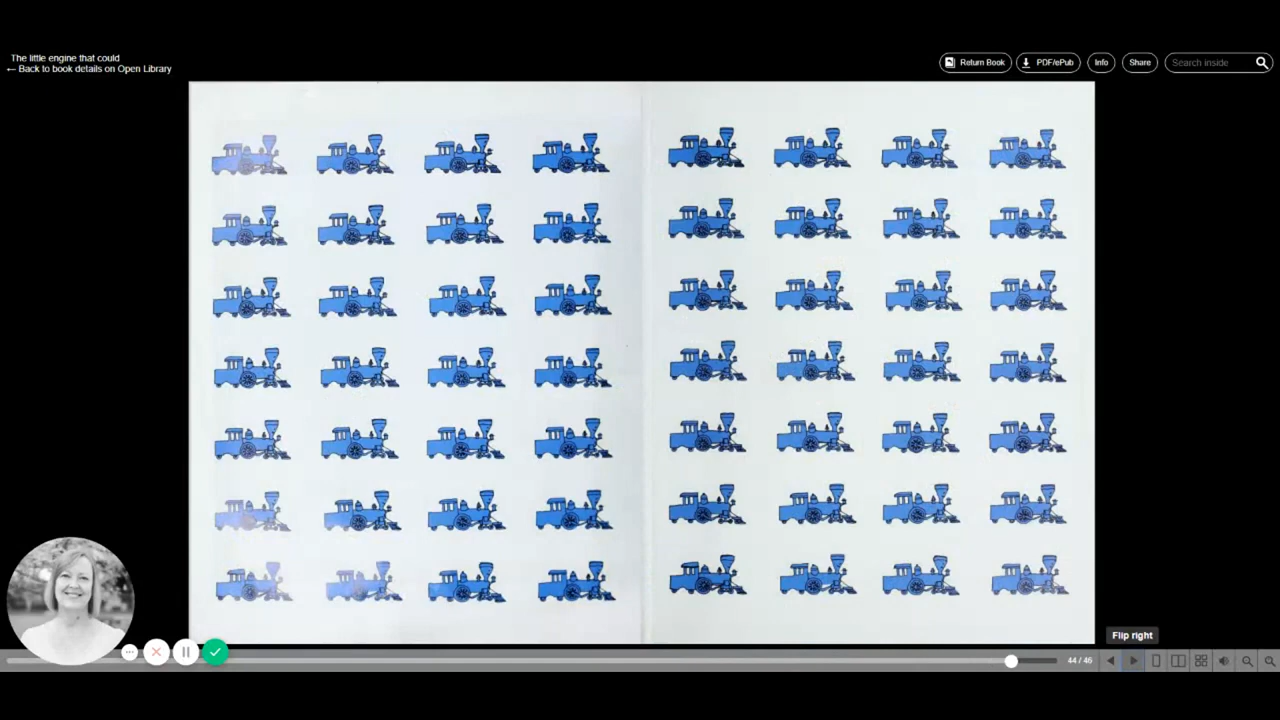 The little engine that could
← Back to book details on Open Library
Return Book
PDF/ePub
Info
Share
Search inside
Flip right
44 / 46